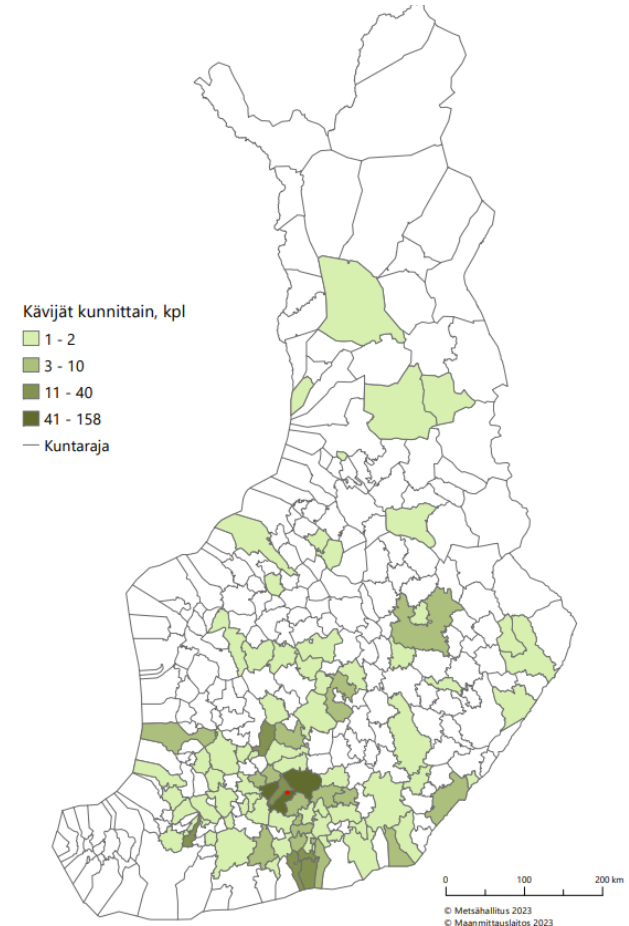 Kävijät kunnittain, kpl
1 - 2
3 - 10
11 - 40
41 - 158
Kuntaraja
0 100 200 km
© Metsähallitus 2023
© Maanmittauslaitos 2023